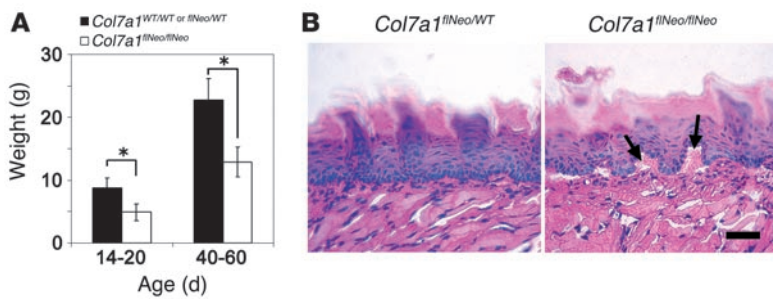 A
Col7a1WT/WT or flNeo/WT
Col7a1flNeo/flNeo
Weight (g)
30
20
10
0
*
*
14-20
40-60
Age (d)
B
Col7a1flNeo/WT
Col7a1flNeo/flNeo